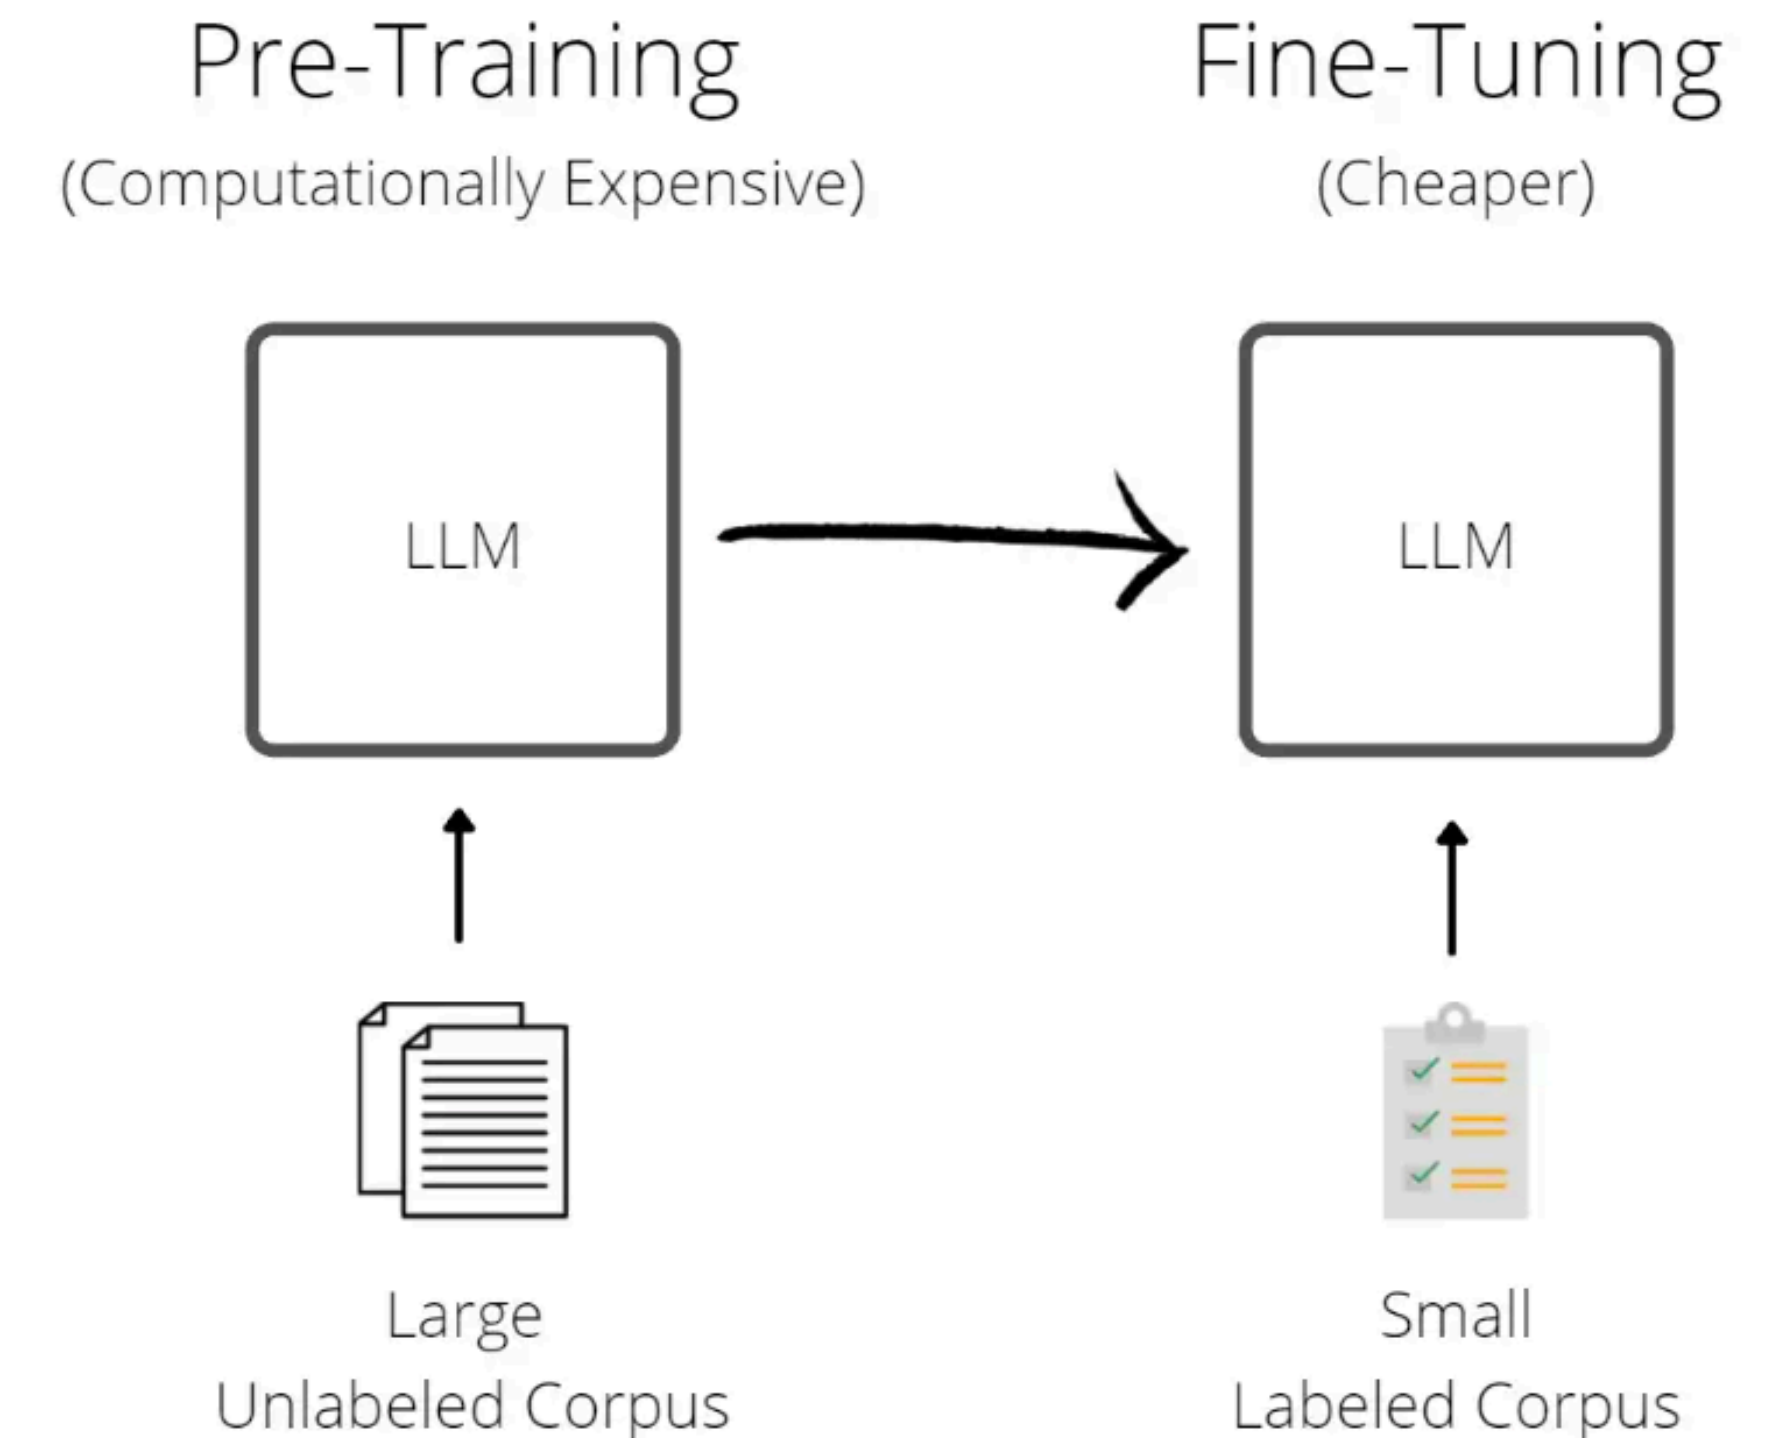 Pre-Training
(Computationally Expensive)
LLM
Large
Unlabeled Corpus
Fine-Tuning
(Cheaper)
LLM
Small
Labeled Corpus